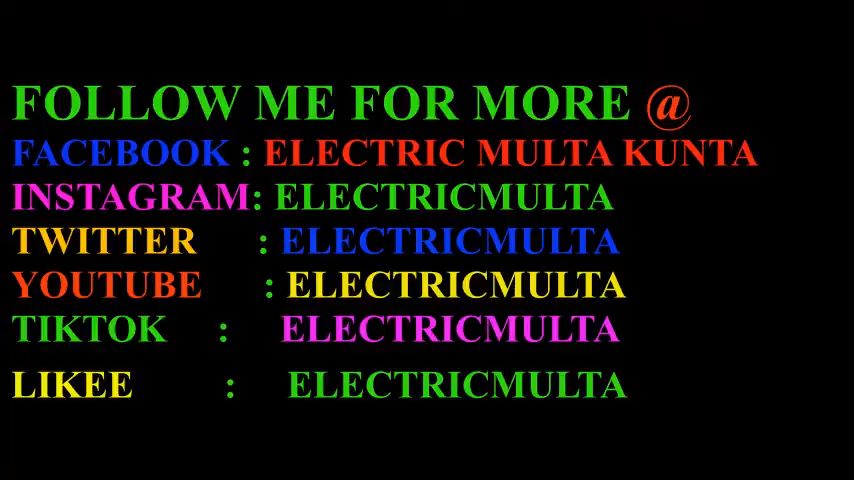 FOLLOW ME FOR MORE @
FACEBOOK : ELECTRIC MULTA KUNTA
INSTAGRAM: ELECTRICMULTA
TWITTER : ELECTRICMULTA
YOUTUBE : ELECTRICMULTA
TIKTOK : ELECTRICMULTA
LIKEE : ELECTRICMULTA